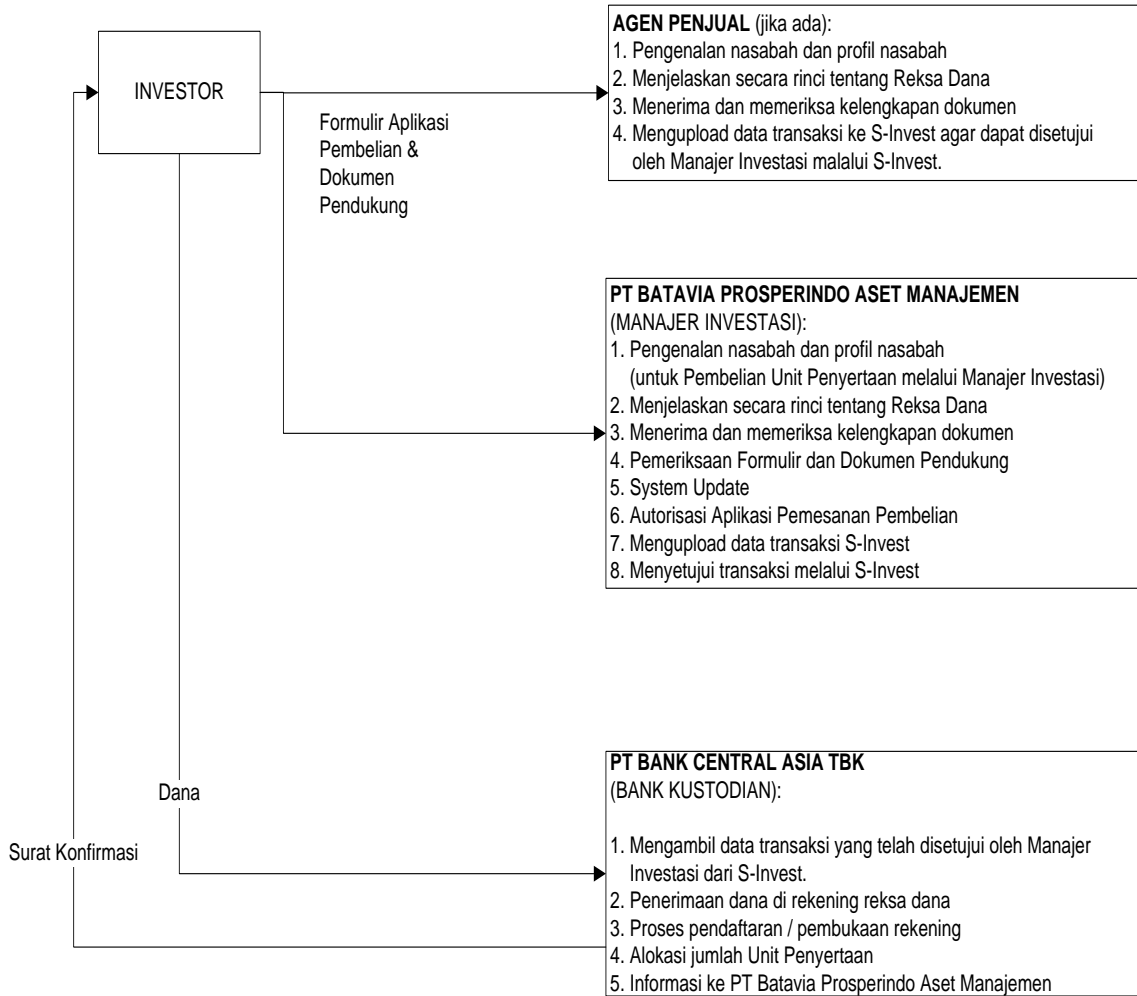 INVESTOR
Formulir Aplikasi
Pembelian &
Dokumen
Pendukung
AGEN PENJUAL (jika ada):
1. Pengenalan nasabah dan profil nasabah
2. Menjelaskan secara rinci tentang Reksa Dana
3. Menerima dan memeriksa kelengkapan dokumen
4. Mengupload data transaksi ke S-Invest agar dapat disetujui
oleh Manajer Investasi malalui S-Invest.
PT BATAVIA PROSPERINDO ASET MANAJEMEN
(MANAJER INVESTASI):
1. Pengenalan nasabah dan profil nasabah
(untuk Pembelian Unit Penyertaan melalui Manajer Investasi)
2. Menjelaskan secara rinci tentang Reksa Dana
3. Menerima dan memeriksa kelengkapan dokumen
4. Pemeriksaan Formulir dan Dokumen Pendukung
5. System Update
6. Autorisasi Aplikasi Pemesanan Pembelian
7. Mengupload data transaksi S-Invest
8. Menyetujui transaksi melalui S-Invest
Dana
Surat Konfirmasi
PT BANK CENTRAL ASIA TBK
(BANK KUSTODIAN):
1. Mengambil data transaksi yang telah disetujui oleh Manajer
Investasi dari S-Invest.
2. Penerimaan dana di rekening reksa dana
3. Proses pendaftaran / pembukaan rekening
4. Alokasi jumlah Unit Penyertaan
5. Informasi ke PT Batavia Prosperindo Aset Manajemen